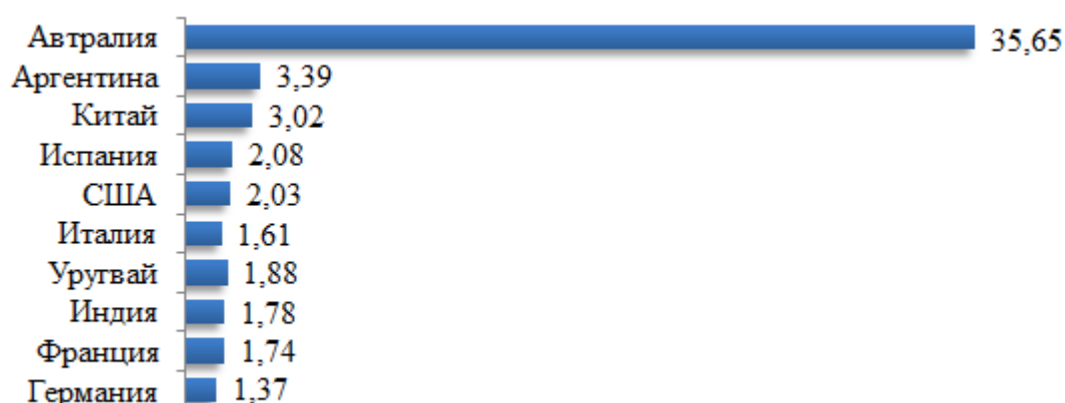 Автралия 35,65
Аргентина 3,39
Китай 3,02
Испания 2,08
США 2,03
Италия 1,61
Уругвай 1,88
Индия 1,78
Франция 1,74
Германия 1,37